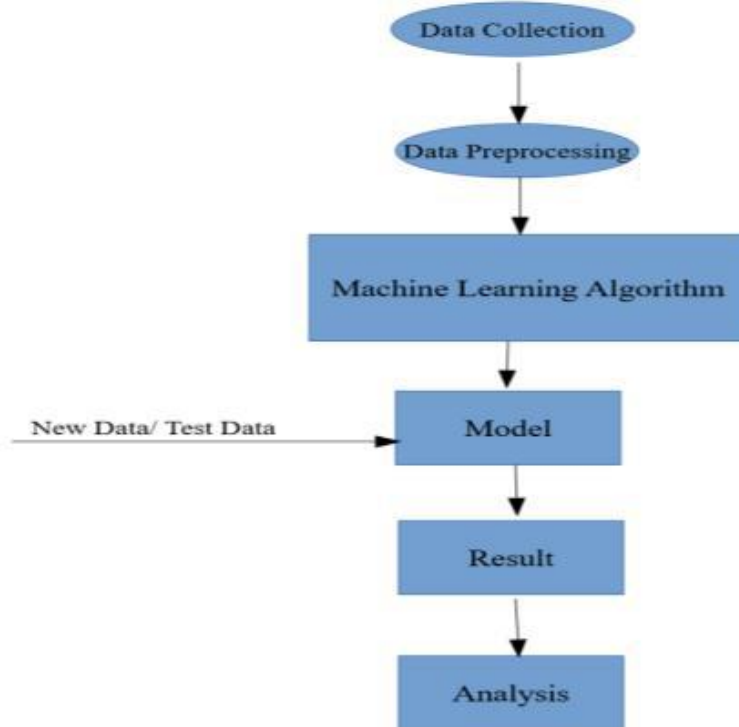 Data Collection
Data Preprocessing
Machine Learning Algorithm
New Data/ Test Data
Model
Result
Analysis